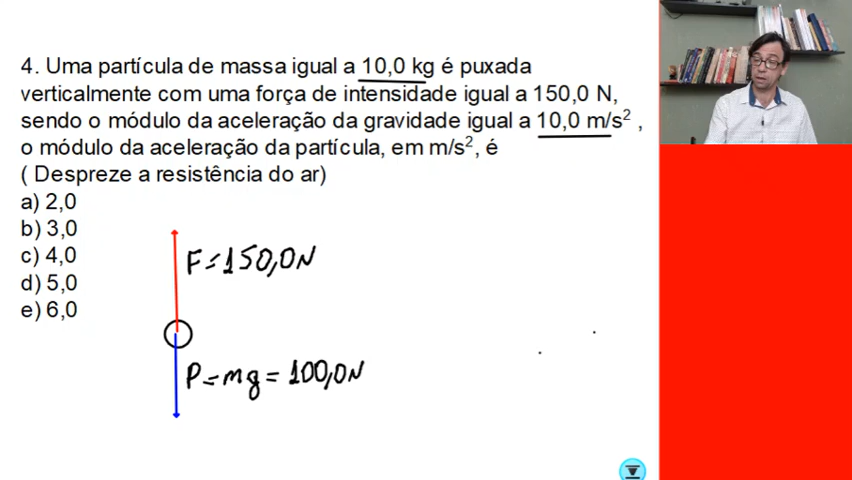 4. Uma partícula de massa igual a 10,0 kg é puxada
verticalmente com uma força de intensidade igual a 150,0 N,
sendo o módulo da aceleração da gravidade igual a 10,0 m/s² ,
o módulo da aceleração da partícula, em m/s², é
( Despreze a resistência do ar)
a) 2,0
b) 3,0
c) 4,0
d) 5,0
e) 6,0
F=150,0N
P=mg=100,0N